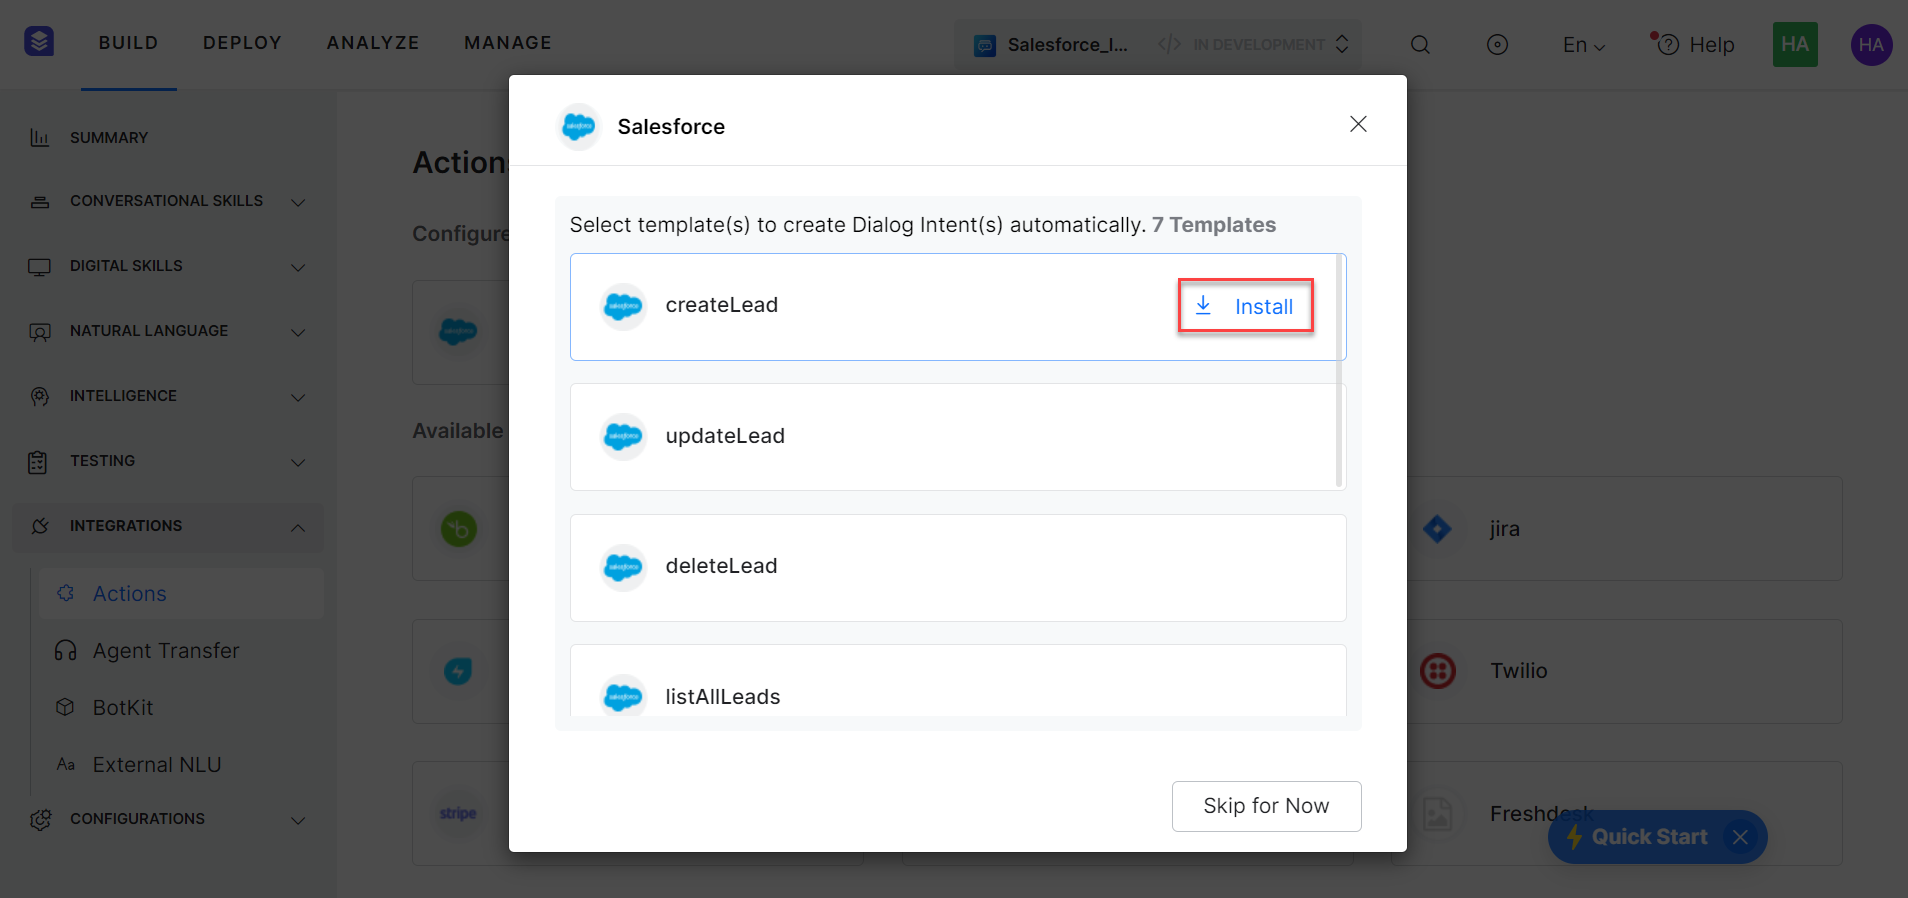 BUILD DEPLOY ANALYZE MANAGE Salesforce_I... IN DEVELOPMENT En Help HA HA
Salesforce
SUMMARY
CONVERSATIONAL SKILLS
DIGITAL SKILLS
NATURAL LANGUAGE
INTELLIGENCE
TESTING
INTEGRATIONS
Actions
Agent Transfer
BotKit
Aa External NLU
CONFIGURATIONS
Action
Configure
Available
Select template(s) to create Dialog Intent(s) automatically. 7 Templates
createLead Install
updateLead
deleteLead
listAllLeads
Skip for Now
stripe
jira
Twilio
Freshdesk
Quick Start